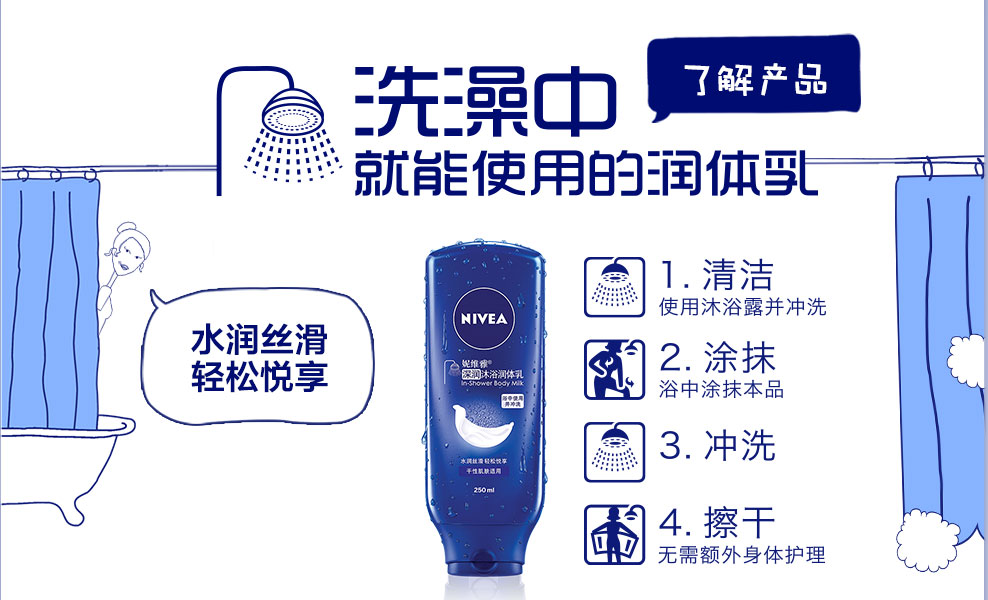 洗澡中
了解产品
就能使用的润体乳
水润丝滑
轻松悦享
NIVEA
妮维雅®
深润沐浴润体乳
In-Shower Body Milk
浴中使用
并冲洗
水润丝滑 轻松悦享
干性肌肤适用
250 ml
1. 清洁
使用沐浴露并冲洗
2. 涂抹
浴中涂抹本品
3. 冲洗
4. 擦干
无需额外身体护理